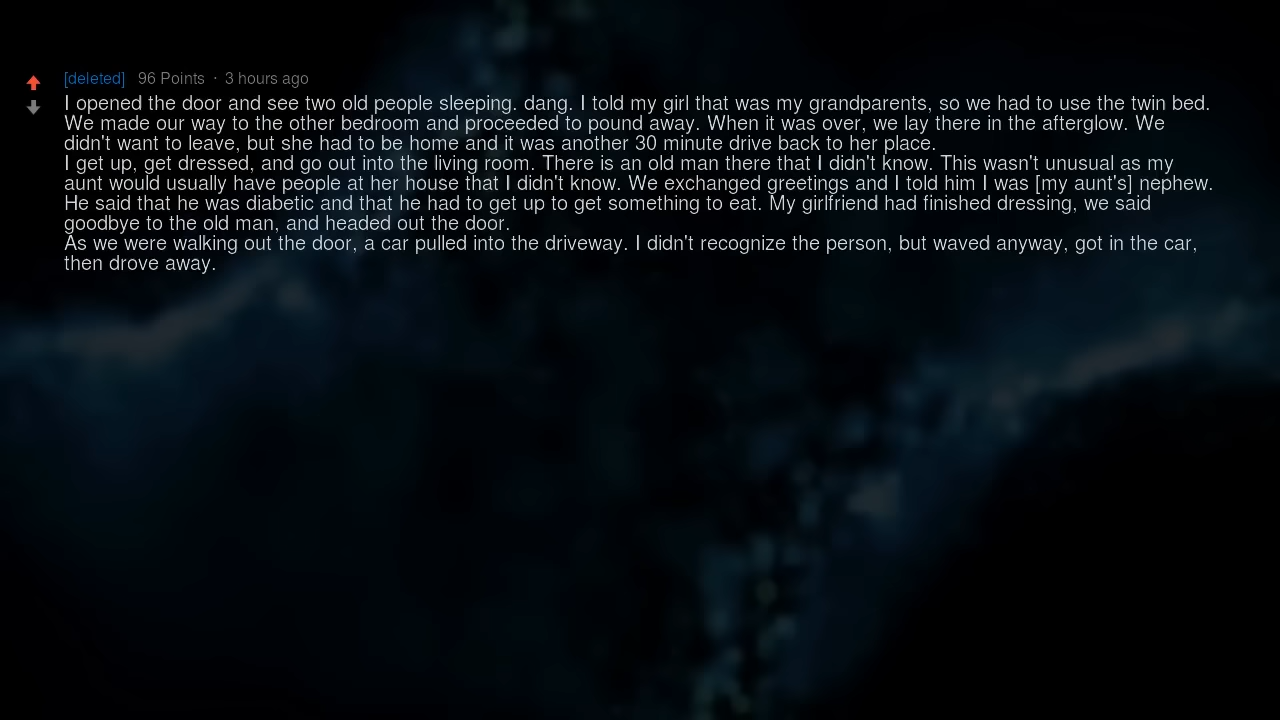 [deleted] 96 Points · 3 hours ago
I opened the door and see two old people sleeping. dang. I told my girl that was my grandparents, so we had to use the twin bed.
We made our way to the other bedroom and proceeded to pound away. When it was over, we lay there in the afterglow. We
didn't want to leave, but she had to be home and it was another 30 minute drive back to her place.
I get up, get dressed, and go out into the living room. There is an old man there that I didn't know. This wasn't unusual as my
aunt would usually have people at her house that I didn't know. We exchanged greetings and I told him I was [my aunt's] nephew.
He said that he was diabetic and that he had to get up to get something to eat. My girlfriend had finished dressing, we said
goodbye to the old man, and headed out the door.
As we were walking out the door, a car pulled into the driveway. I didn't recognize the person, but waved anyway, got in the car,
then drove away.